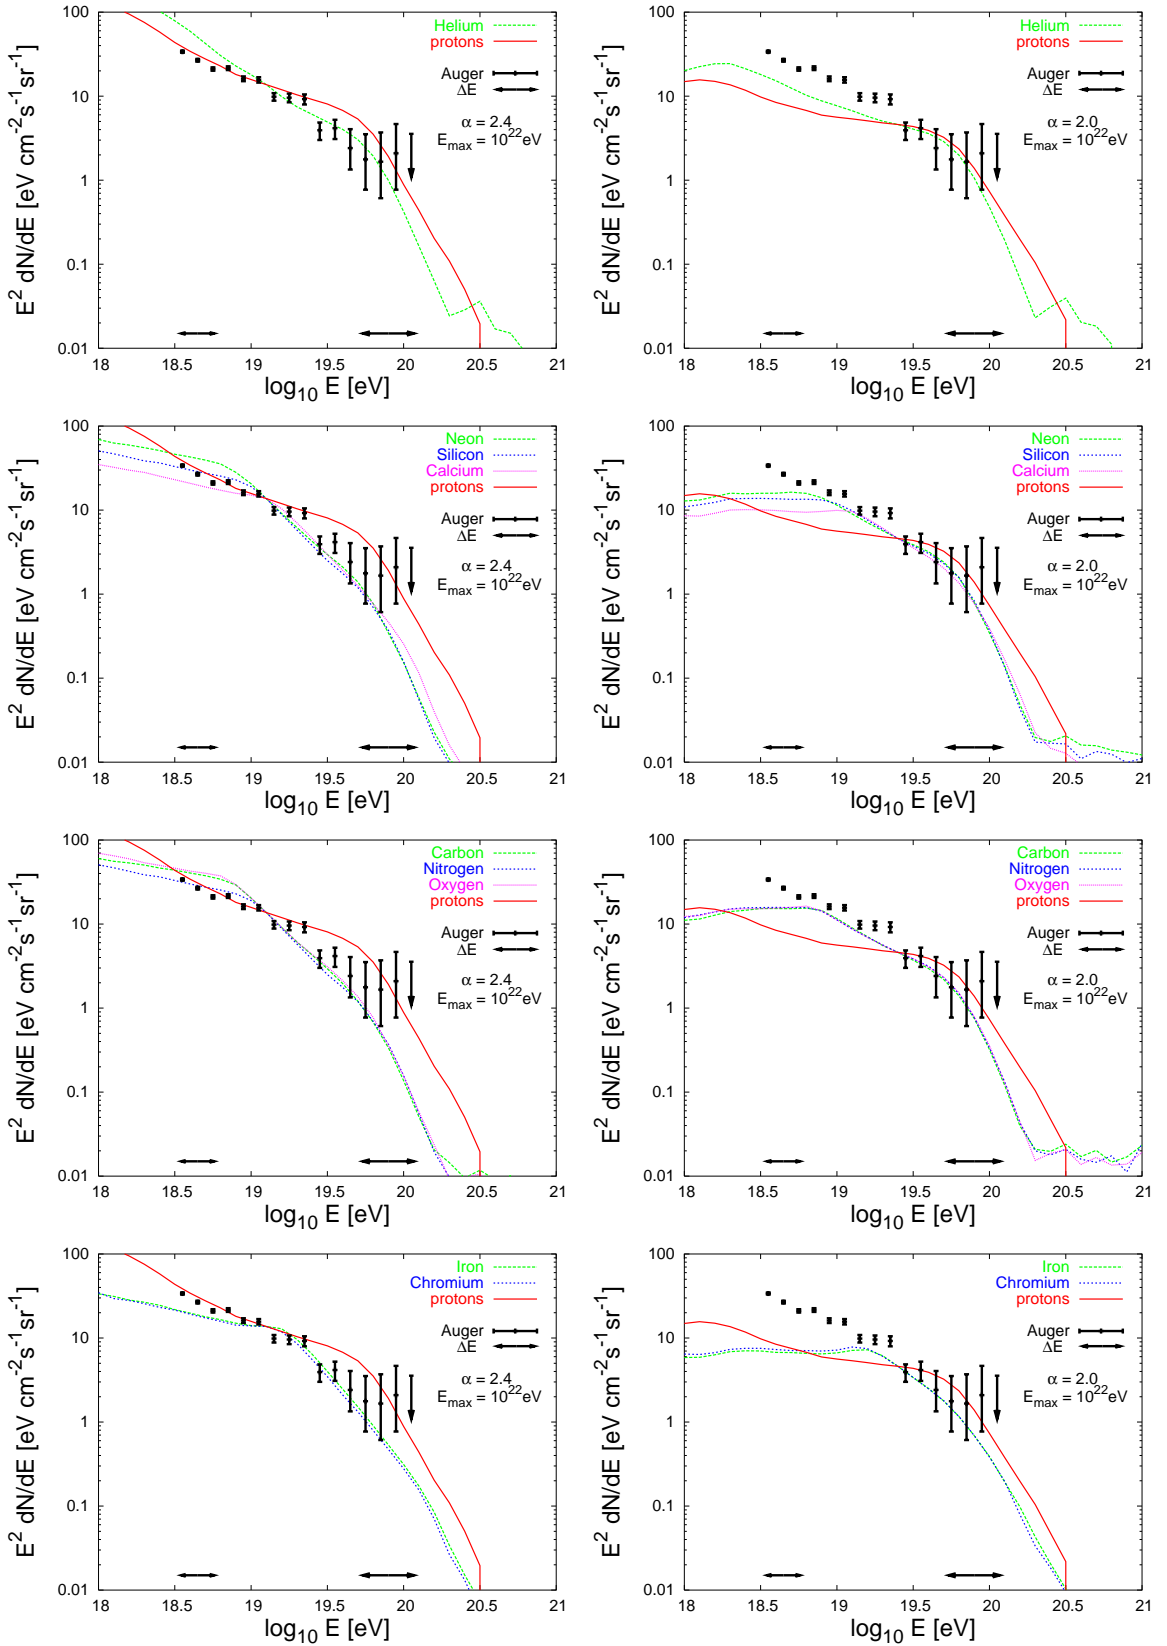 E² dN/dE [eV cm⁻²s⁻¹sr⁻¹]
100
10
1
0.1
0.01
Helium
protons
Auger
ΔE
α = 2.4
E_max = 10²²eV
18 18.5 19 19.5 20 20.5 21
log₁₀ E [eV]
E² dN/dE [eV cm⁻²s⁻¹sr⁻¹]
100
10
1
0.1
0.01
Helium
protons
Auger
ΔE
α = 2.0
E_max = 10²²eV
18 18.5 19 19.5 20 20.5 21
log₁₀ E [eV]
E² dN/dE [eV cm⁻²s⁻¹sr⁻¹]
100
10
1
0.1
0.01
Neon
Silicon
Calcium
protons
Auger
ΔE
α = 2.4
E_max = 10²²eV
18 18.5 19 19.5 20 20.5 21
log₁₀ E [eV]
E² dN/dE [eV cm⁻²s⁻¹sr⁻¹]
100
10
1
0.1
0.01
Neon
Silicon
Calcium
protons
Auger
ΔE
α = 2.0
E_max = 10²²eV
18 18.5 19 19.5 20 20.5 21
log₁₀ E [eV]
E² dN/dE [eV cm⁻²s⁻¹sr⁻¹]
100
10
1
0.1
0.01
Carbon
Nitrogen
Oxygen
protons
Auger
ΔE
α = 2.4
E_max = 10²²eV
18 18.5 19 19.5 20 20.5 21
log₁₀ E [eV]
E² dN/dE [eV cm⁻²s⁻¹sr⁻¹]
100
10
1
0.1
0.01
Carbon
Nitrogen
Oxygen
protons
Auger
ΔE
α = 2.0
E_max = 10²²eV
18 18.5 19 19.5 20 20.5 21
log₁₀ E [eV]
E² dN/dE [eV cm⁻²s⁻¹sr⁻¹]
100
10
1
0.1
0.01
Iron
Chromium
protons
Auger
ΔE
α = 2.4
E_max = 10²²eV
18 18.5 19 19.5 20 20.5 21
log₁₀ E [eV]
E² dN/dE [eV cm⁻²s⁻¹sr⁻¹]
100
10
1
0.1
0.01
Iron
Chromium
protons
Auger
ΔE
α = 2.0
E_max = 10²²eV
18 18.5 19 19.5 20 20.5 21
log₁₀ E [eV]